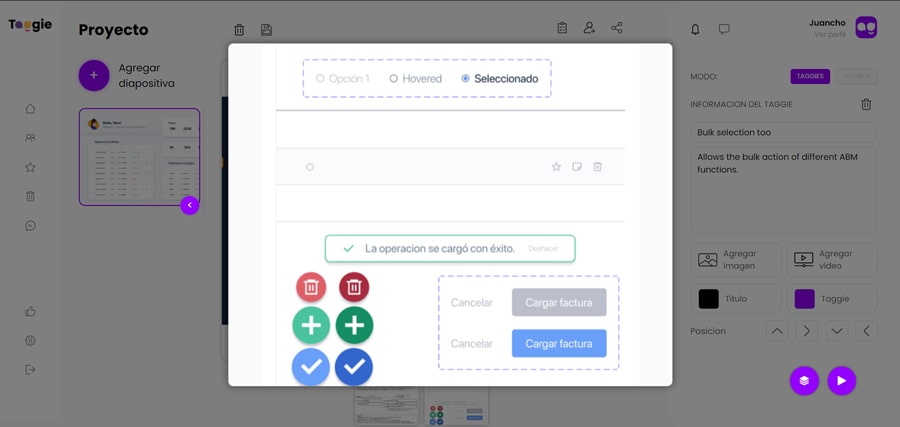 Taggie
Proyecto
Juancho
Ver perfil
Agregar
diapositiva
MODO:
TAGGIES
INFORMACION DEL TAGGIE
Bulk selection too
Allows the bulk action of different ABM
functions.
Agregar
imagen
Agregar
video
Titulo
Taggie
Posicion
Opción 1
Hovered
Seleccionado
La operacion se cargó con éxito.
Deshacer
Cancelar
Cargar factura
Cancelar
Cargar factura